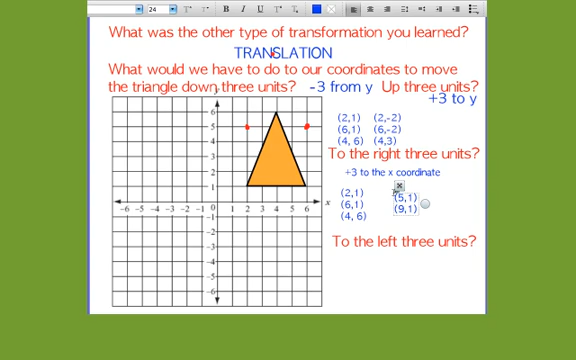 24
B I U T T
What was the other type of transformation you learned?
TRANSLATION
What would we have to do to our coordinates to move
the triangle down three units? -3 from y Up three units?
+3 to y
y
6
5
4
3
2
1
-6 -5 -4 -3 -2 -1 0 1 2 3 4 5 6 x
-1
-2
-3
-4
-5
-6
(2,1) (2,-2)
(6,1) (6,-2)
(4, 6) (4,3)
To the right three units?
+3 to the x coordinate
(2,1) (5,1)
(6,1) (9,1)
(4, 6)
To the left three units?